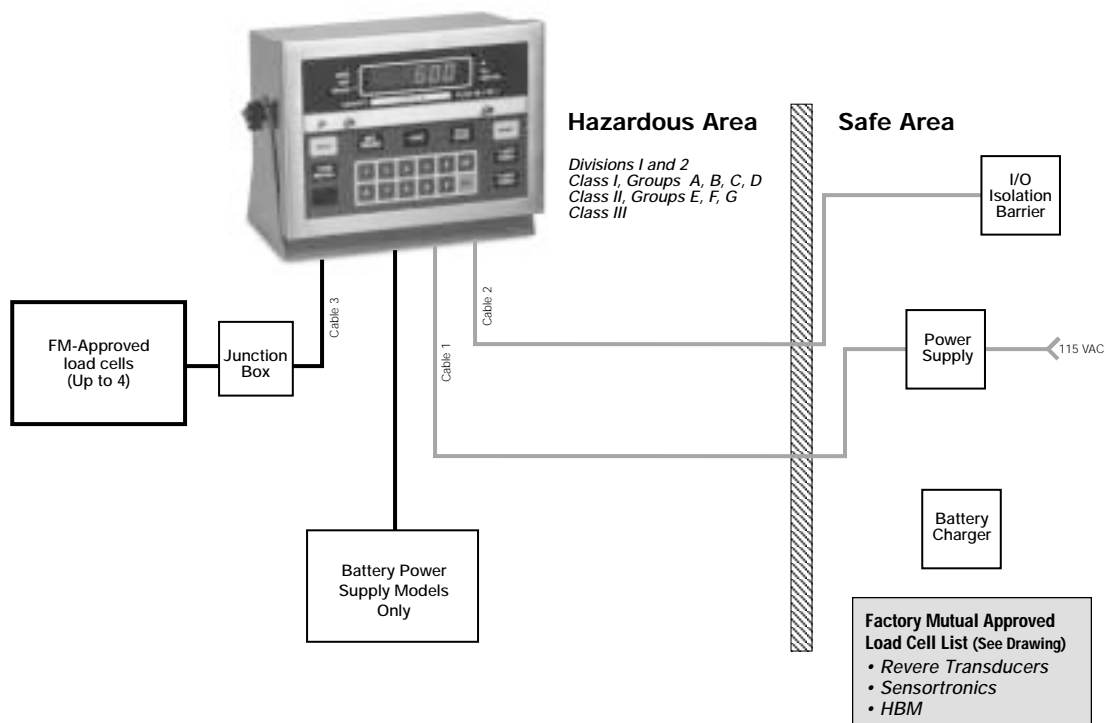 600
Hazardous Area
Divisions I and 2
Class I, Groups A, B, C, D
Class II, Groups E, F, G
Class III
Safe Area
I/O
Isolation
Barrier
Cable 3
Cable 2
Cable 1
FM-Approved
load cells
(Up to 4)
Junction
Box
Power
Supply
115 VAC
Battery Power
Supply Models
Only
Battery
Charger
Factory Mutual Approved
Load Cell List (See Drawing)
• Revere Transducers
• Sensortronics
• HBM